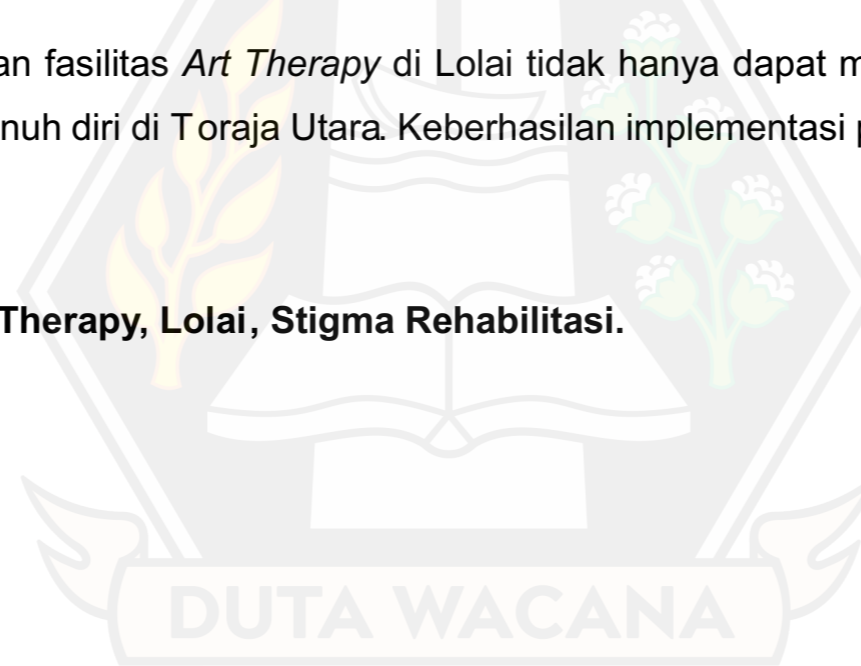 an fasilitas Art Therapy di Lolai tidak hanya dapat m
nuh diri di Toraja Utara. Keberhasilan implementasi p
Therapy, Lolai, Stigma Rehabilitasi.
DUTA WACANA